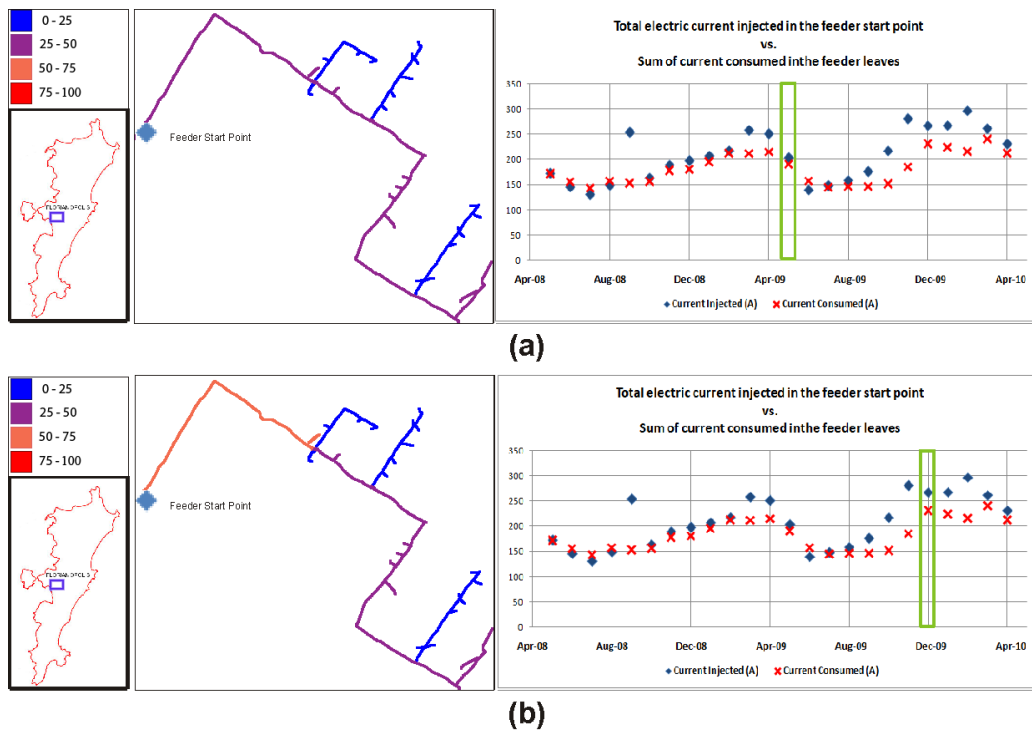 0 - 25
25 - 50
50 - 75
75 - 100
FLORIANOPOLIS
Feeder Start Point
Total electric current injected in the feeder start point
vs.
Sum of current consumed in the feeder leaves
350
300
250
200
150
100
50
0
Apr-08 Aug-08 Dec-08 Apr-09 Aug-09 Dec-09 Apr-10
Current Injected (A) Current Consumed (A)
(a)
0 - 25
25 - 50
50 - 75
75 - 100
FLORIANOPOLIS
Feeder Start Point
Total electric current injected in the feeder start point
vs.
Sum of current consumed inthe feeder leaves
350
300
250
200
150
100
50
0
Apr-08 Aug-08 Dec-08 Apr-09 Aug-09 Dec-09 Apr-10
Current Injected (A) Current Consumed (A)
(b)